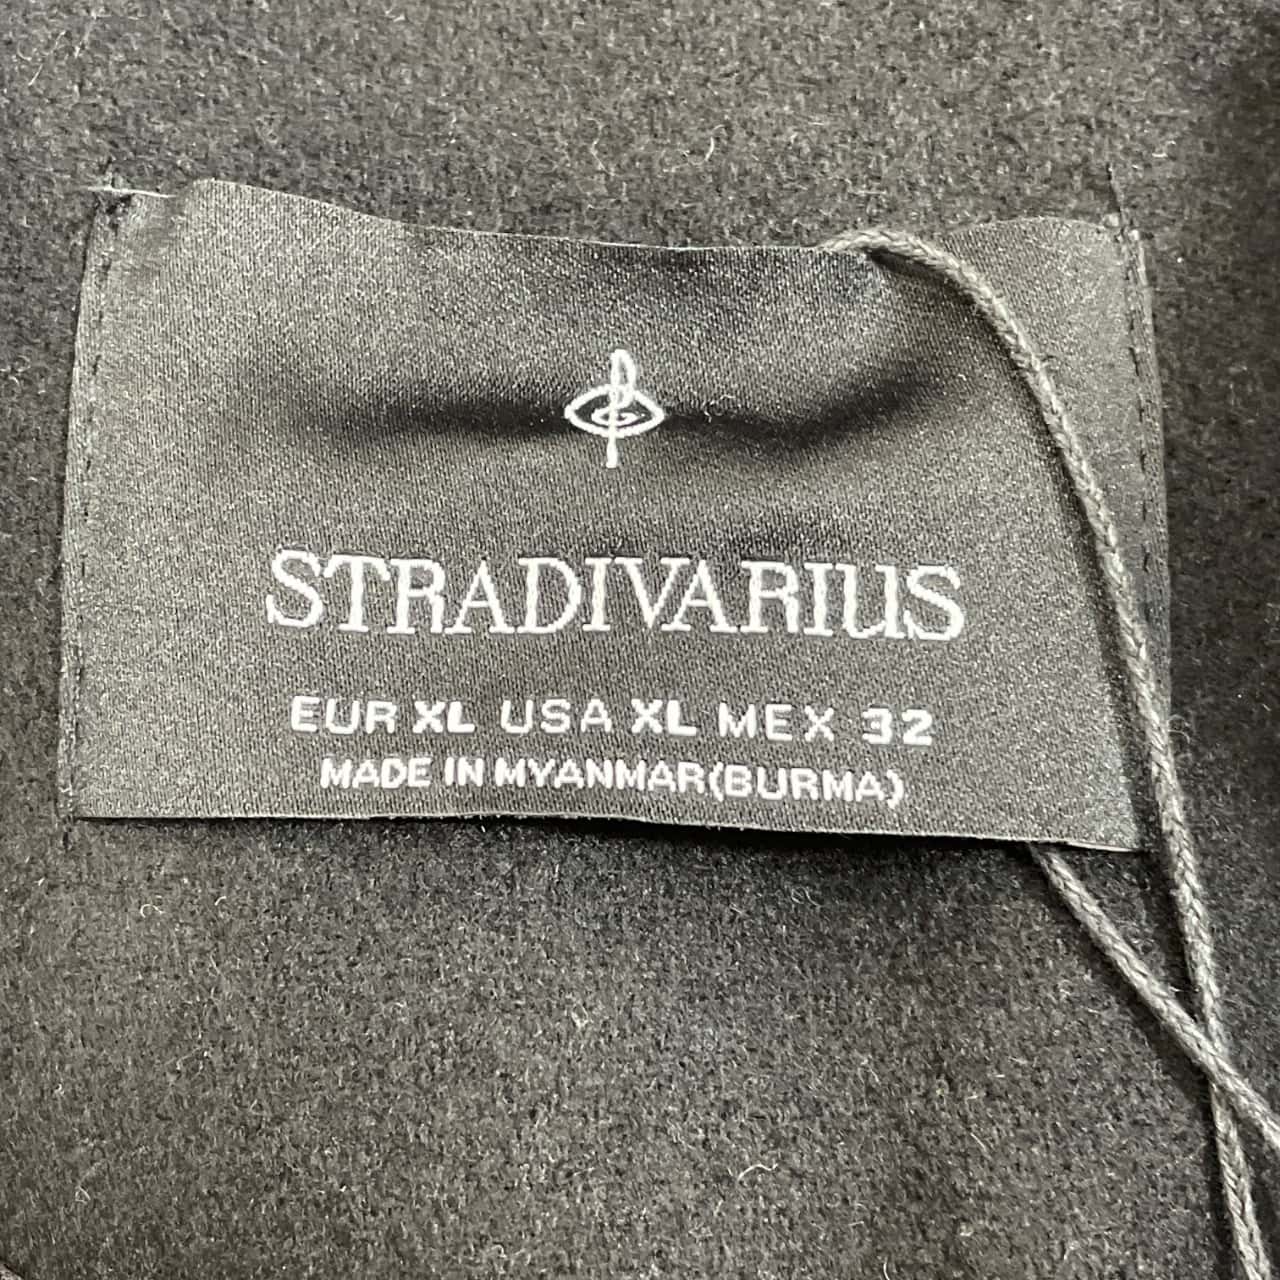 STRADIVARIUS
EUR XL USA XL MEX 32
MADE IN MYANMAR(BURMA)